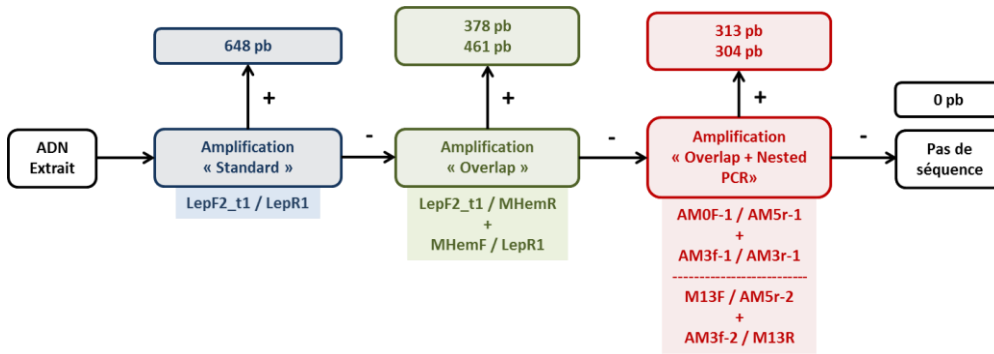 648 pb
378 pb
461 pb
313 pb
304 pb
0 pb
+
+
+
ADN
Extrait
Amplification
« Standard »
-
Amplification
« Overlap »
-
Amplification
« Overlap + Nested
PCR»
-
Pas de
séquence
LepF2_t1 / LepR1
LepF2_t1 / MHemR
+
MHemF / LepR1
AM0F-1 / AM5r-1
+
AM3f-1 / AM3r-1
M13F / AM5r-2
+
AM3f-2 / M13R